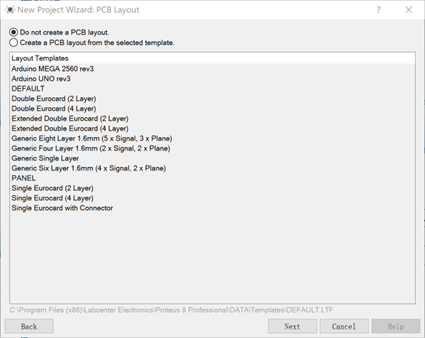 New Project Wizard: PCB Layout
Do not create a PCB layout.
Create a PCB layout from the selected template.
Layout Templates
Arduino MEGA 2560 rev3
Arduino UNO rev3
DEFAULT
Double Eurocard (2 Layer)
Double Eurocard (4 Layer)
Extended Double Eurocard (2 Layer)
Extended Double Eurocard (4 Layer)
Generic Eight Layer 1.6mm (5 x Signal, 3 x Plane)
Generic Four Layer 1.6mm (2 x Signal, 2 x Plane)
Generic Single Layer
Generic Six Layer 1.6mm (4 x Signal, 2 x Plane)
PANEL
Single Eurocard (2 Layer)
Single Eurocard (4 Layer)
Single Eurocard with Connector
C:\Program Files (x86)\Labcenter Electronics\Proteus 8 Professional\DATA\Templates\DEFAULT.LTF
Back Next Cancel Help